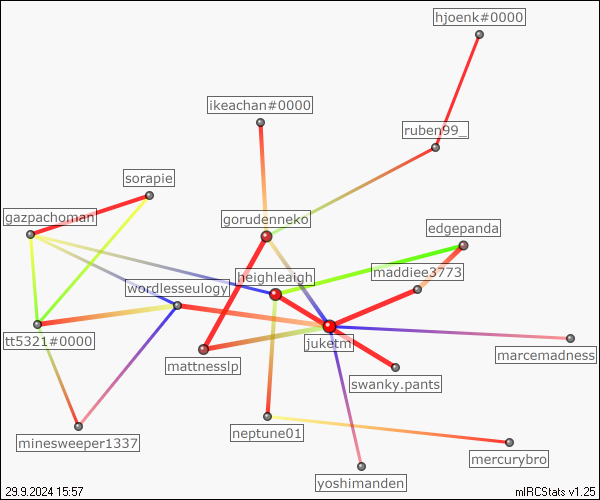 hjoenk#0000
ikeachan#0000
ruben99_
sorapie
gazpachoman
gorudenneko
edgepanda
heighleaigh
maddiee3773
wordlesseulogy
tt5321#0000
juketm
marcemadness
mattnesslp
swanky.pants
minesweeper1337
neptune01
mercurybro
yoshimanden
29.9.2024 15:57
mIRCStats v1.25